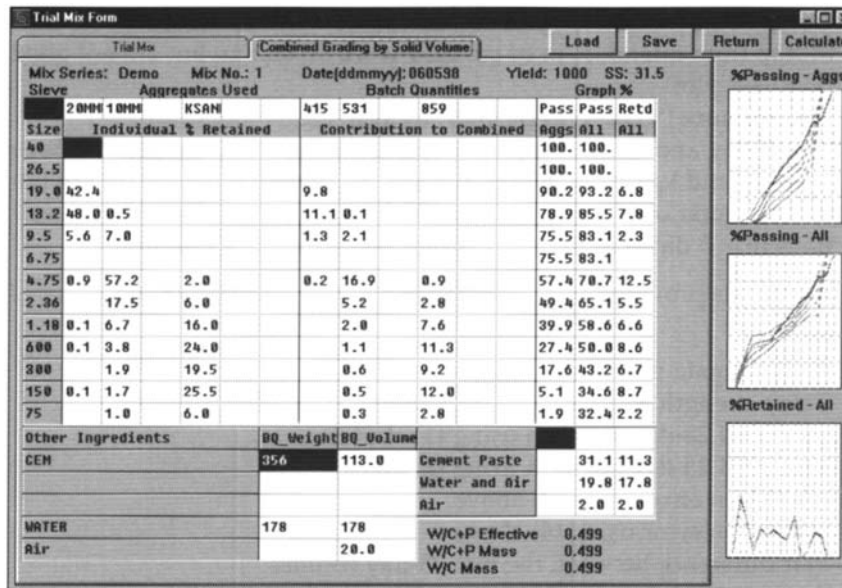 Trial Mix Form
Trial Mix Combined Grading by Solid Volume Load Save Return Calculate
Mix Series: Demo Mix No.: 1 Date(ddmmyy): 060598 Yield: 1000 SS: 31.5
Sieve Aggregates Used Batch Quantities Graph %
20MM 10MM KSAN 415 531 859 Pass Pass Retd
Size Individual % Retained Contribution to Combined Aggs All All
40 100. 100.
26.5 100. 100.
19.0 42.4 9.8 90.2 93.2 6.8
13.2 48.0 0.5 11.1 0.1 78.9 85.5 7.8
9.5 5.6 7.0 1.3 2.1 75.5 83.1 2.3
6.75 75.5 83.1
4.75 0.9 57.2 2.0 0.2 16.9 0.9 57.4 70.7 12.5
2.36 17.5 6.0 5.2 2.8 49.4 65.1 5.5
1.18 0.1 6.7 16.0 2.0 7.6 39.9 58.6 6.6
600 0.1 3.8 24.0 1.1 11.3 27.4 50.0 8.6
300 1.9 19.5 0.6 9.2 17.6 43.2 6.7
150 0.1 1.7 25.5 0.5 12.0 5.1 34.6 8.7
75 1.0 6.0 0.3 2.8 1.9 32.4 2.2
Other Ingredients BQ_Weight BQ_Volume
CEM 356 113.0 Cement Paste 31.1 11.3
Water and Air 19.8 17.8
Air 2.0 2.0
WATER 178 178
Air 20.0
W/C+P Effective 0.499
W/C+P Mass 0.499
W/C Mass 0.499
%Passing - Aggs
%Passing - All
%Retained - All